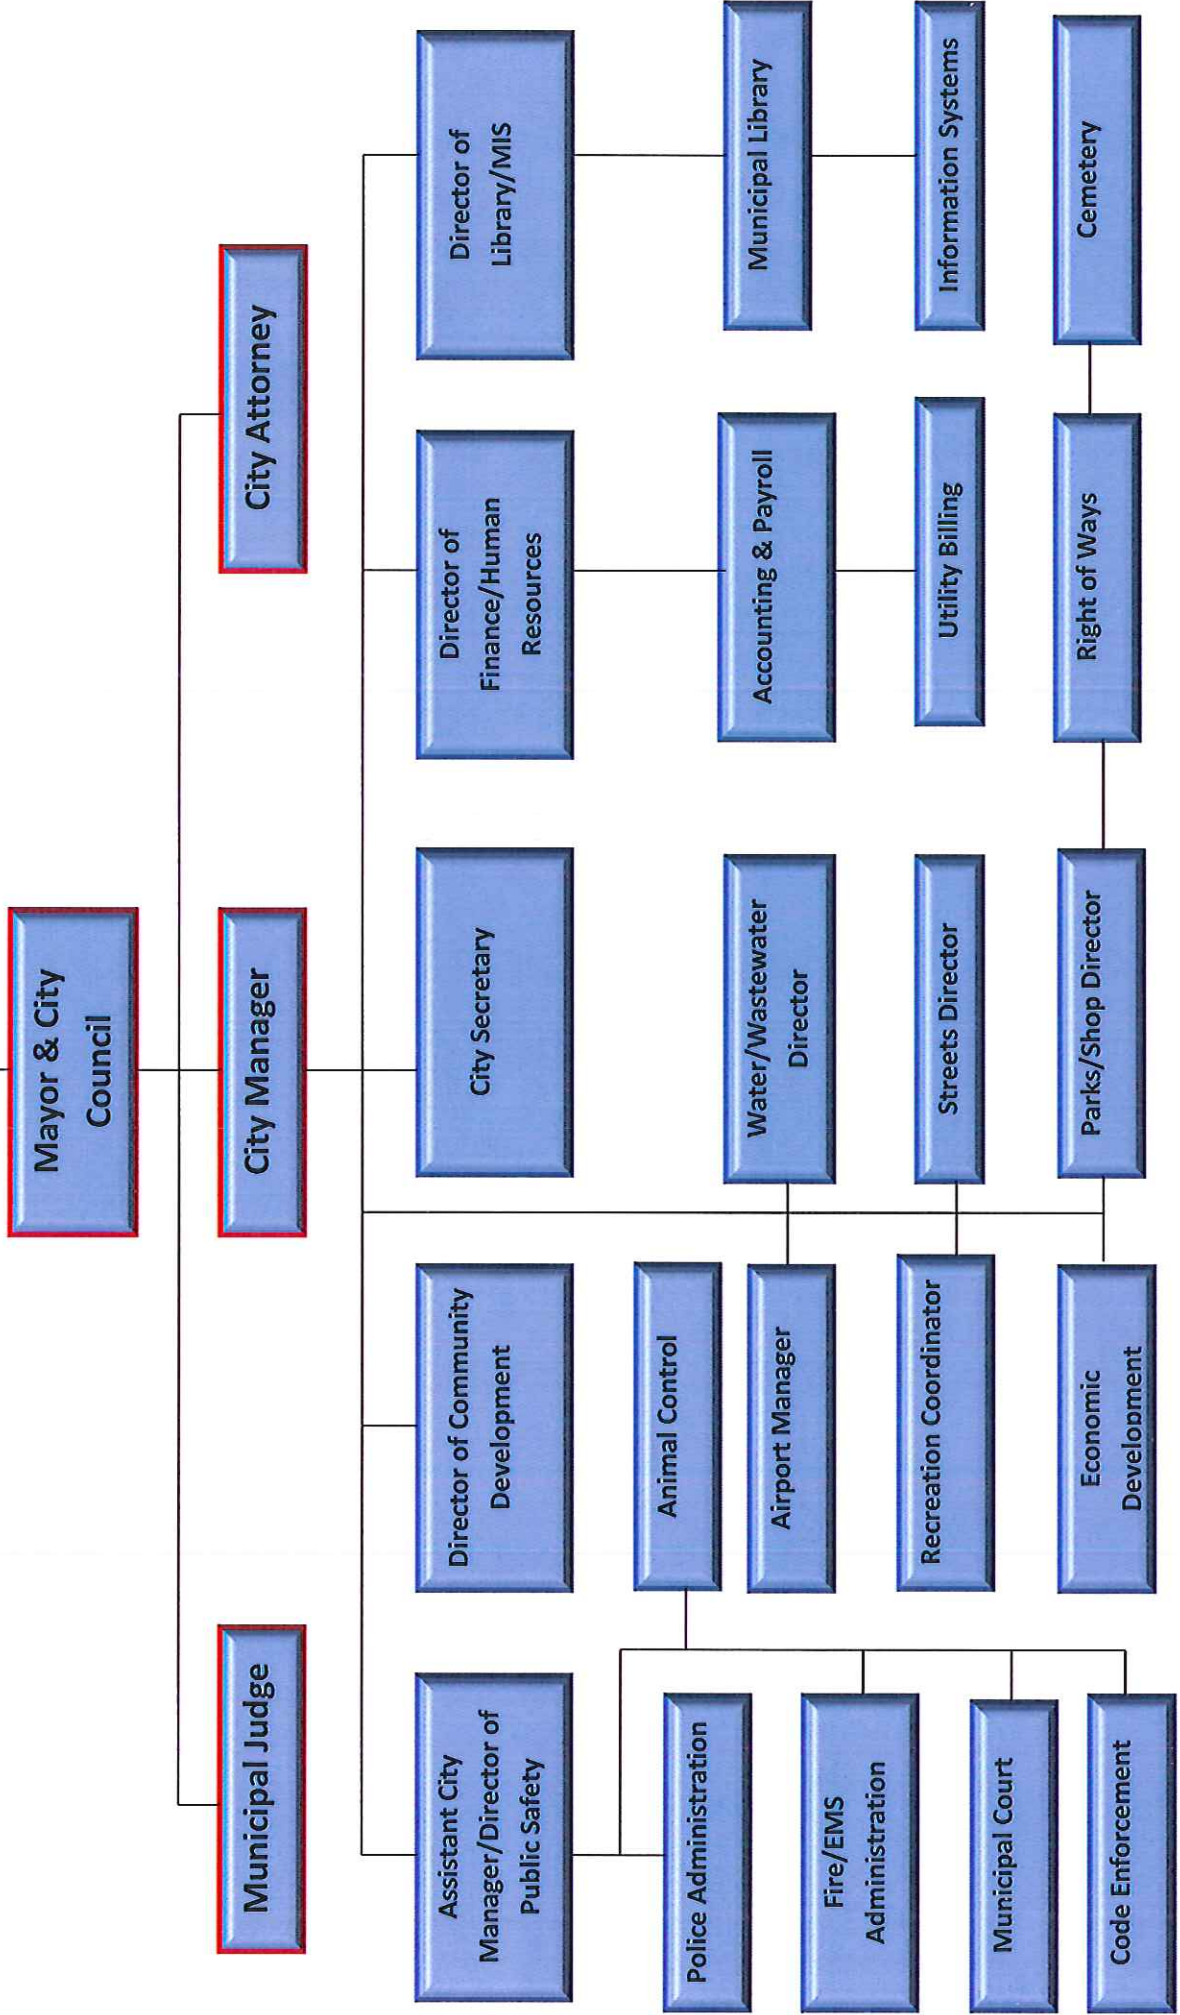 Mayor & City
Council
Municipal Judge
City Manager
City Attorney
Assistant City
Manager/Director of
Public Safety
Director of Community
Development
City Secretary
Director of
Finance/Human
Resources
Director of
Library/MIS
Police Administration
Animal Control
Airport Manager
Water/Wastewater
Director
Accounting & Payroll
Municipal Library
Fire/EMS
Administration
Recreation Coordinator
Streets Director
Utility Billing
Information Systems
Municipal Court
Code Enforcement
Economic
Development
Parks/Shop Director
Right of Ways
Cemetery